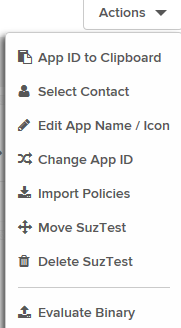 Actions
App ID to Clipboard
Select Contact
Edit App Name / Icon
Change App ID
Import Policies
Move SuzTest
Delete SuzTest
Evaluate Binary